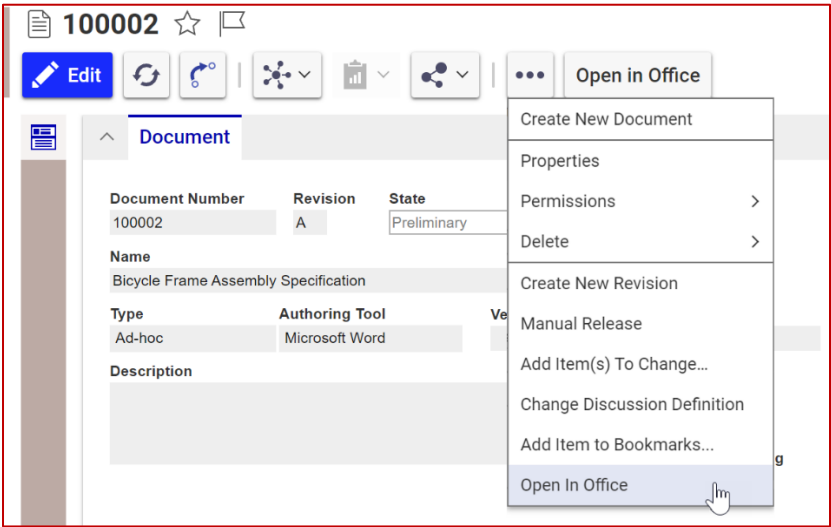 100002
Edit
Open in Office
Document
Create New Document
Properties
Permissions
Delete
Create New Revision
Manual Release
Add Item(s) To Change...
Change Discussion Definition
Add Item to Bookmarks...
Open In Office
Document Number Revision State
100002 A Preliminary
Name
Bicycle Frame Assembly Specification
Type Authoring Tool Ve
Ad-hoc Microsoft Word
Description
g